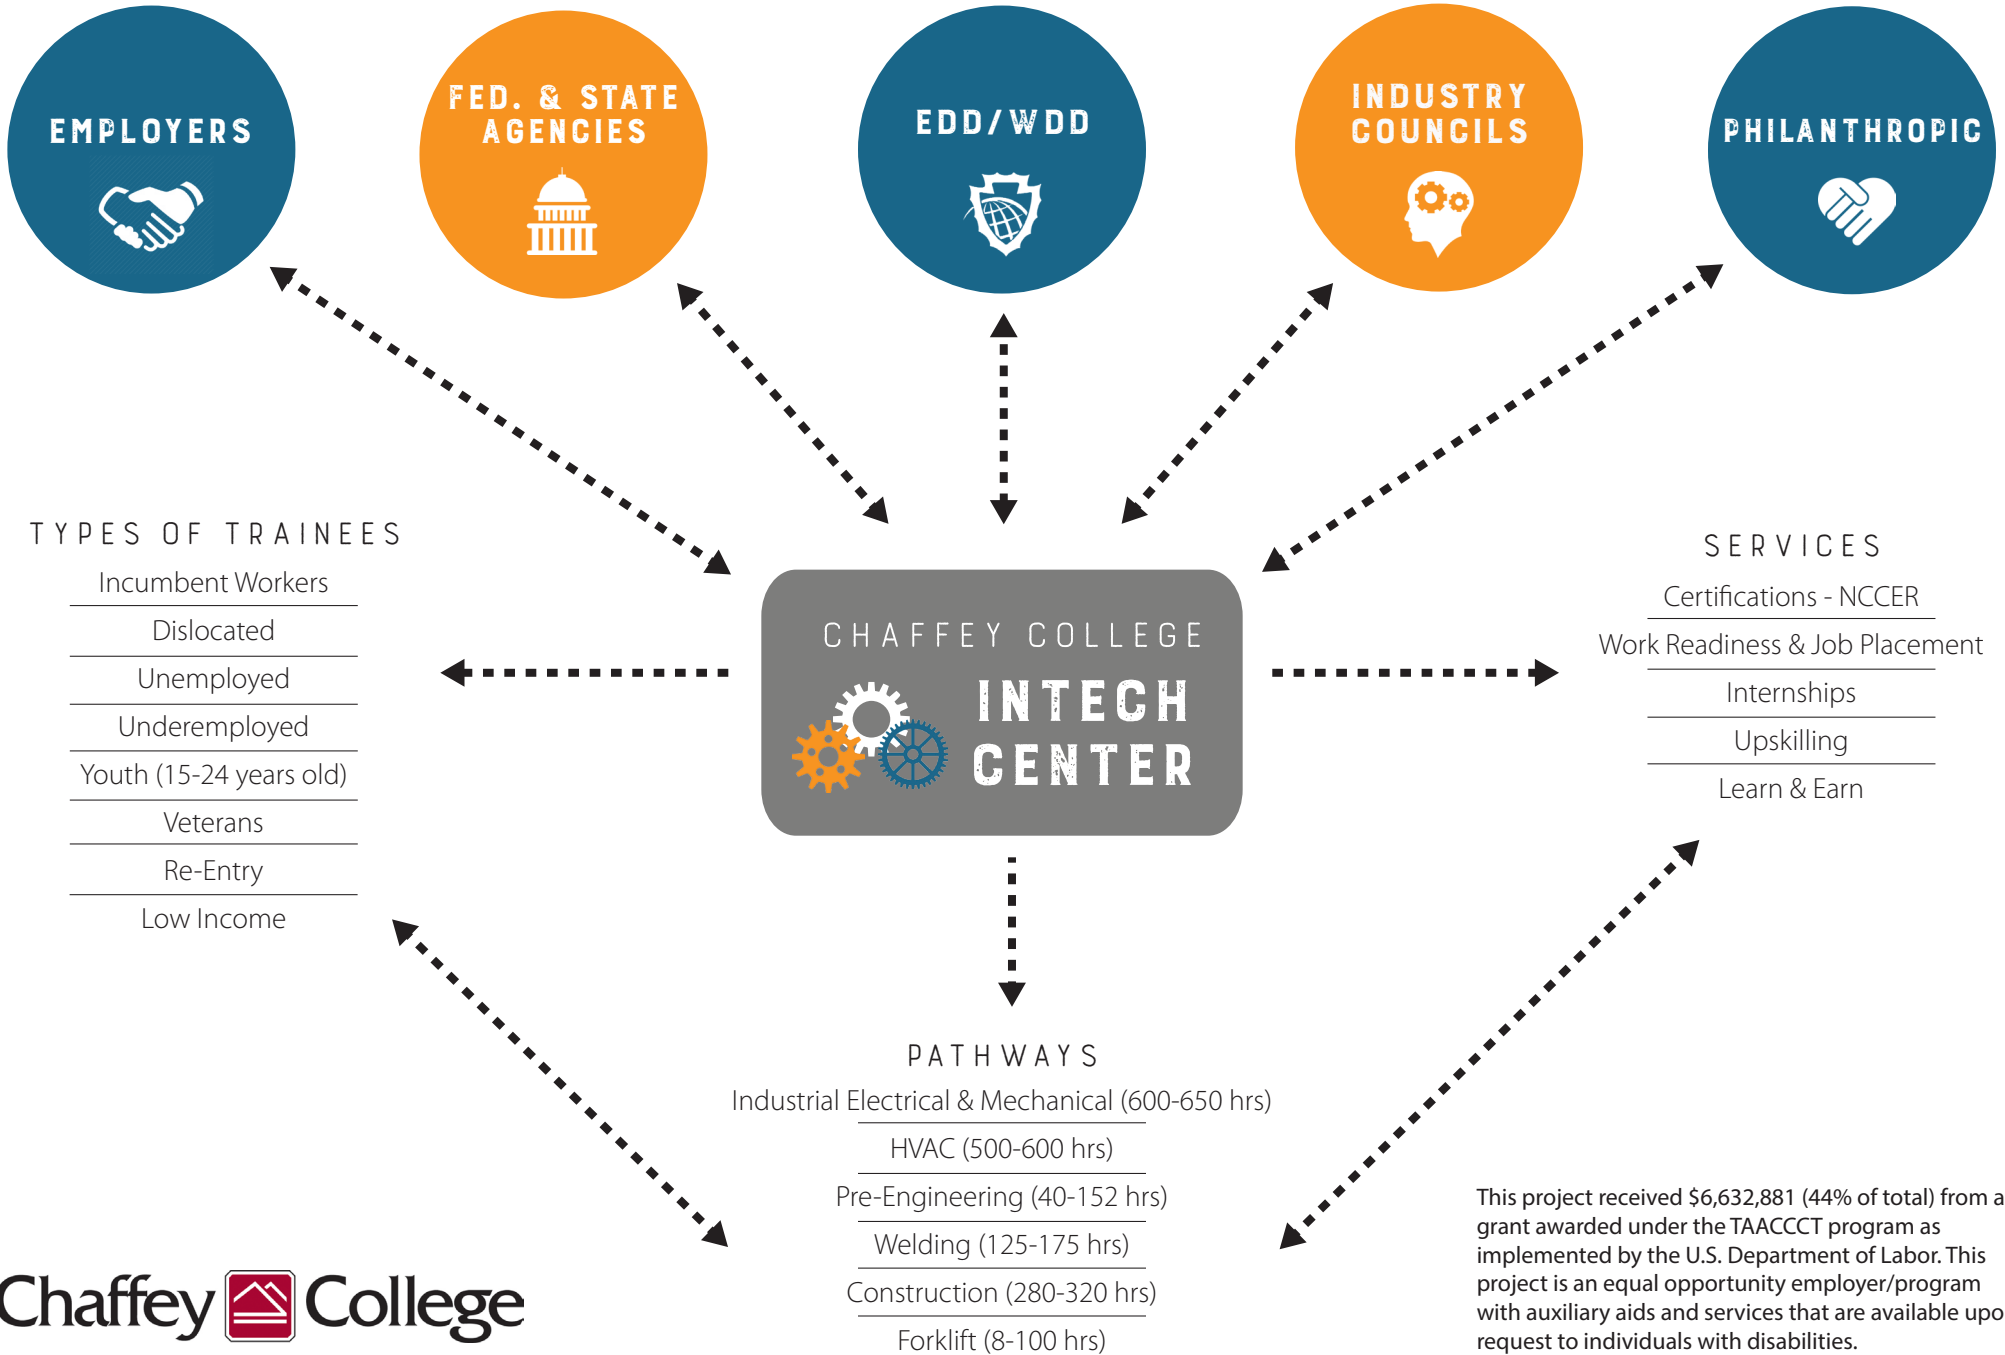 EMPLOYERS
FED. & STATE
AGENCIES
EDD/WDD
INDUSTRY
COUNCILS
PHILANTHROPIC
TYPES OF TRAINEES
Incumbent Workers
Dislocated
Unemployed
Underemployed
Youth (15-24 years old)
Veterans
Re-Entry
Low Income
CHAFFEY COLLEGE
INTECH
CENTER
SERVICES
Certifications - NCCER
Work Readiness & Job Placement
Internships
Upskilling
Learn & Earn
PATHWAYS
Industrial Electrical & Mechanical (600-650 hrs)
HVAC (500-600 hrs)
Pre-Engineering (40-152 hrs)
Welding (125-175 hrs)
Construction (280-320 hrs)
Forklift (8-100 hrs)
Chaffey College
This project received $6,632,881 (44% of total) from a
grant awarded under the TAACCCT program as
implemented by the U.S. Department of Labor. This
project is an equal opportunity employer/program
with auxiliary aids and services that are available upo
request to individuals with disabilities.